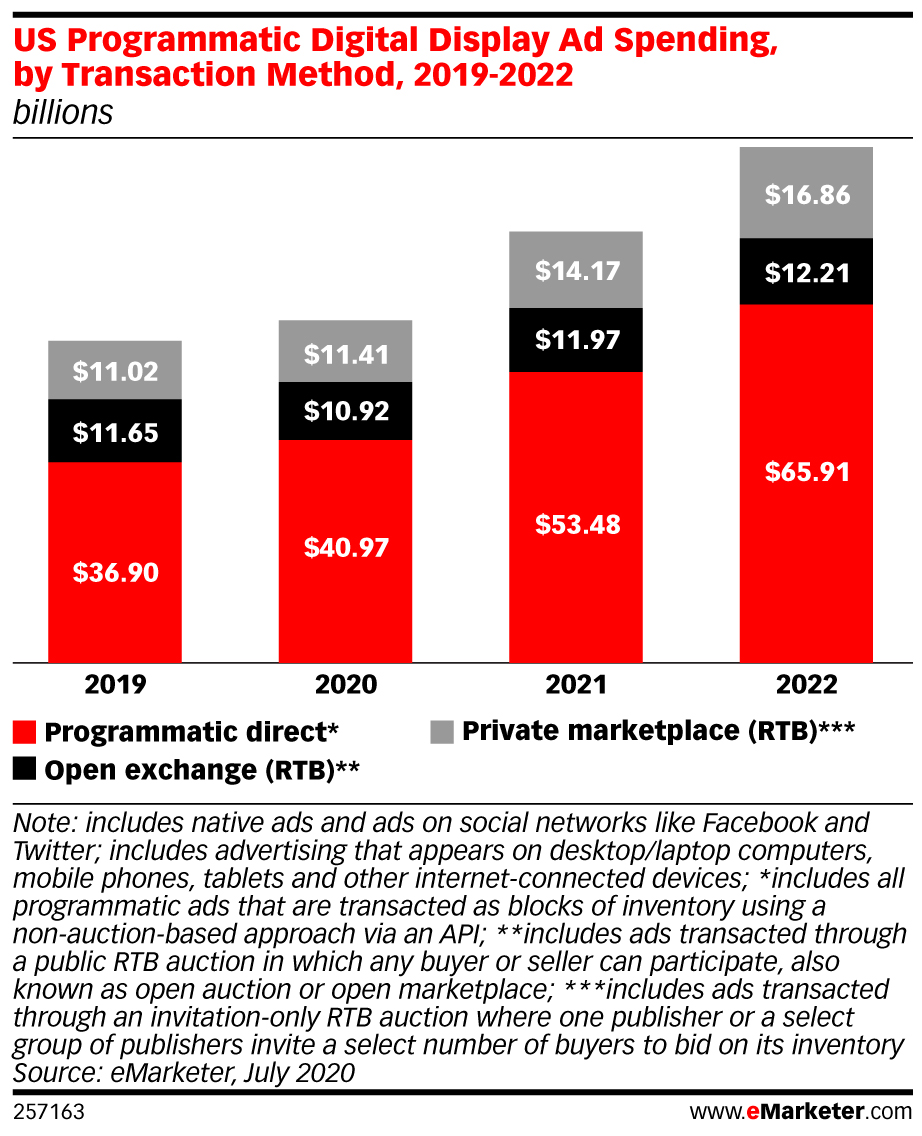 US Programmatic Digital Display Ad Spending,
by Transaction Method, 2019-2022
billions
$11.02
$11.65
$36.90
$11.41
$10.92
$40.97
$14.17
$11.97
$53.48
$16.86
$12.21
$65.91
2019
2020
2021
2022
Programmatic direct*
Private marketplace (RTB)***
Open exchange (RTB)**
Note: includes native ads and ads on social networks like Facebook and
Twitter; includes advertising that appears on desktop/laptop computers,
mobile phones, tablets and other internet-connected devices; *includes all
programmatic ads that are transacted as blocks of inventory using a
non-auction-based approach via an API; **includes ads transacted through
a public RTB auction in which any buyer or seller can participate, also
known as open auction or open marketplace; ***includes ads transacted
through an invitation-only RTB auction where one publisher or a select
group of publishers invite a select number of buyers to bid on its inventory
Source: eMarketer, July 2020
257163
www.eMarketer.com